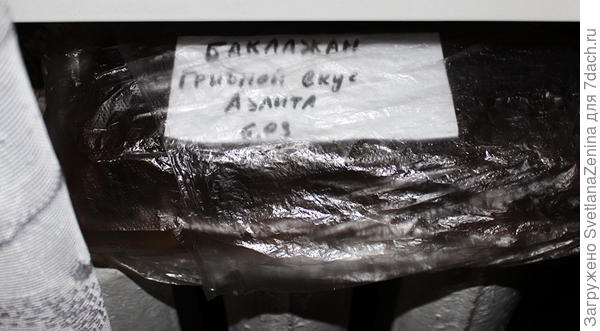 БАКЛАЖАН
ГРИБНОЙ ВКУС
АЭЛИТА
6.03
Загружено SvetlanaZenina для 7dach.ru